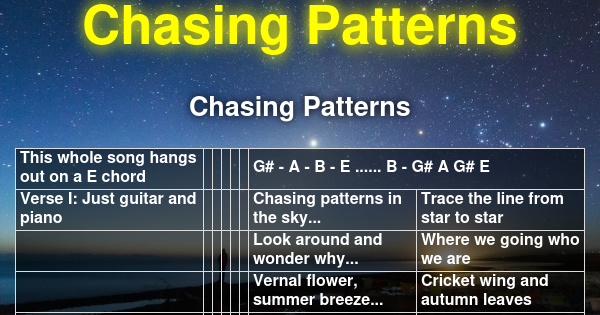 Chasing Patterns
Chasing Patterns
This whole song hangs
out on a E chord
G# - A - B - E ...... B - G# A G# E
Verse I: Just guitar and
piano
Chasing patterns in
the sky...
Trace the line from
star to star
Look around and
wonder why...
Where we going who
we are
Vernal flower,
summer breeze...
Cricket wing and
autumn leaves